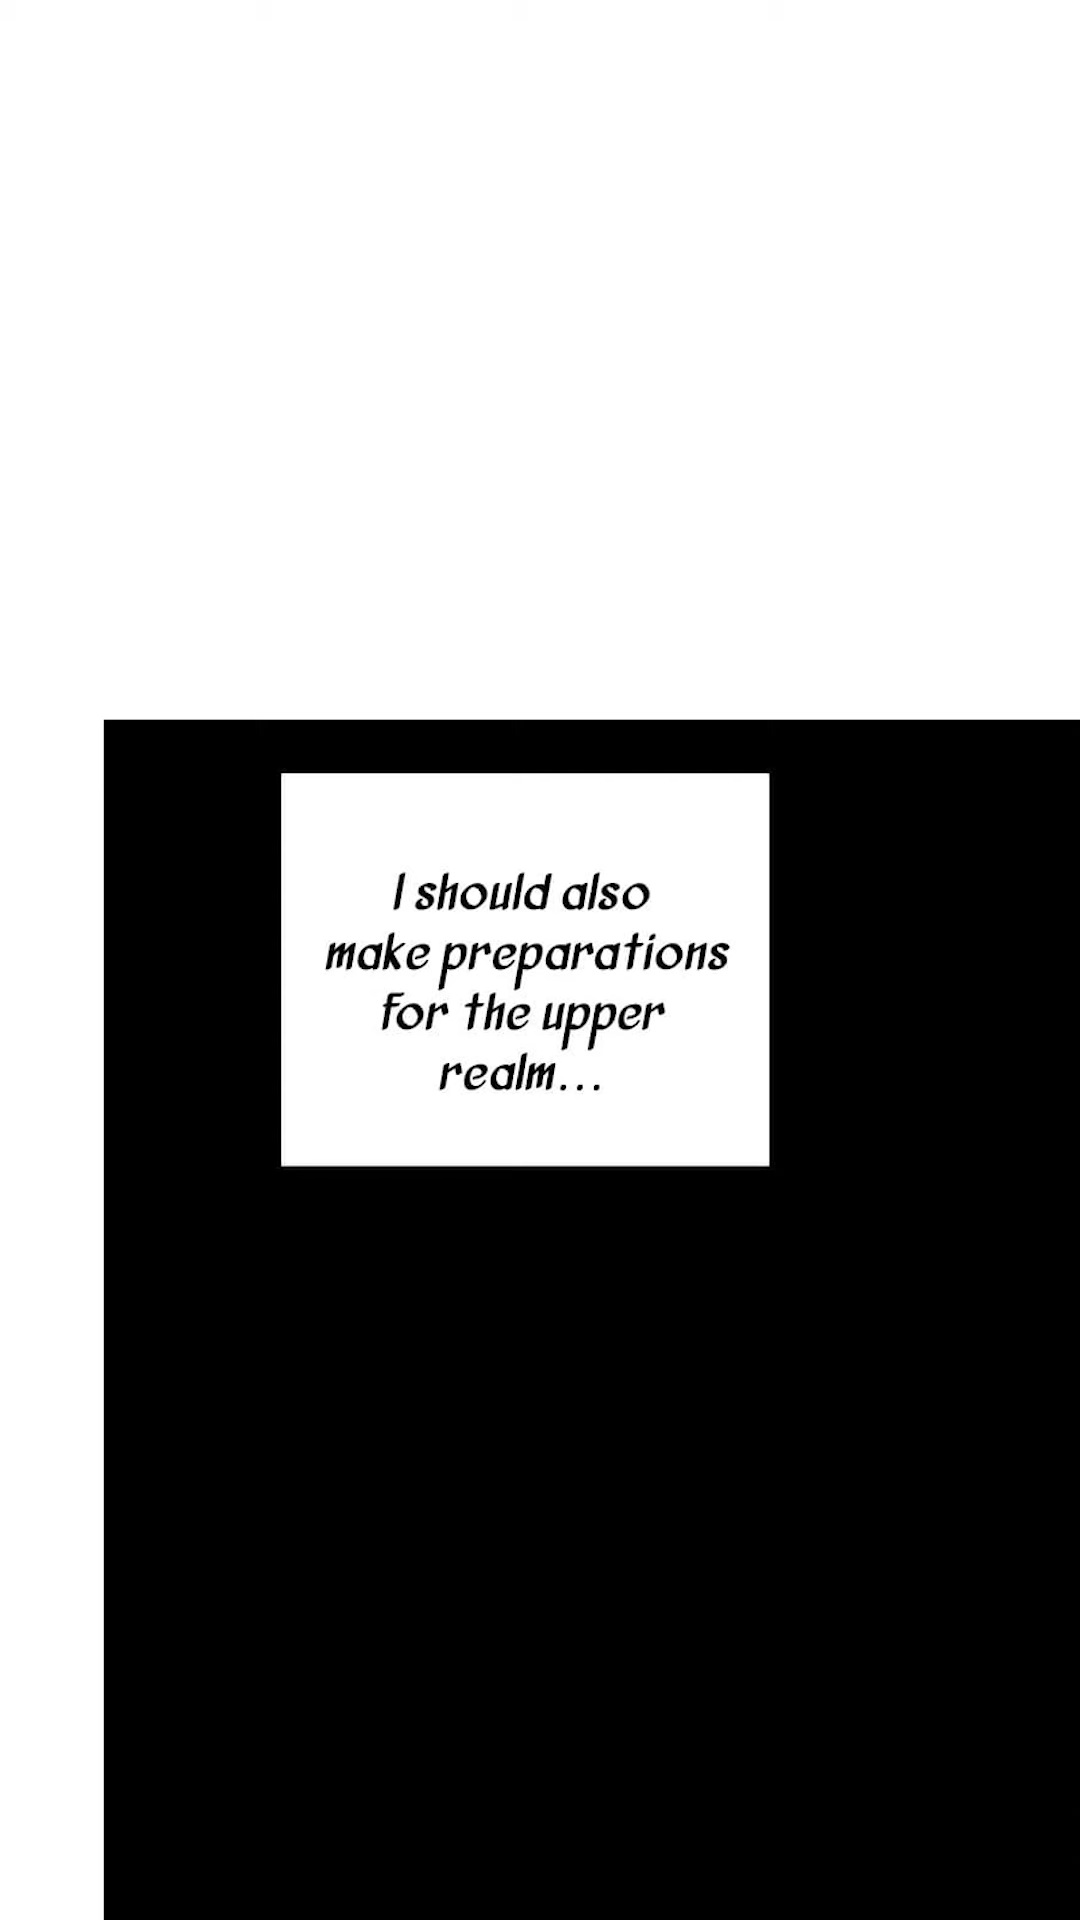 I should also
make preparations
for the upper
realm...